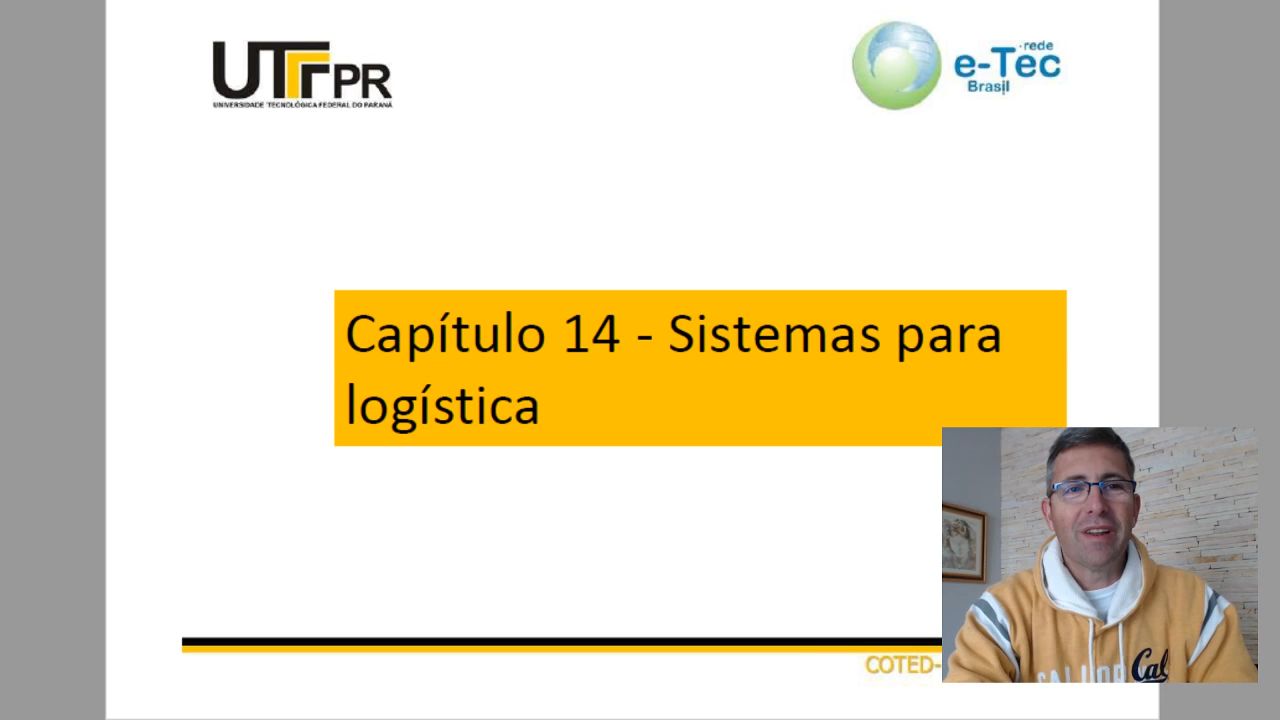 UTFPR
UNIVERSIDADE TECNOLÓGICA FEDERAL DO PARANÁ
rede
e-Tec
Brasil
Capítulo 14 - Sistemas para
logística
COTED-
Cal